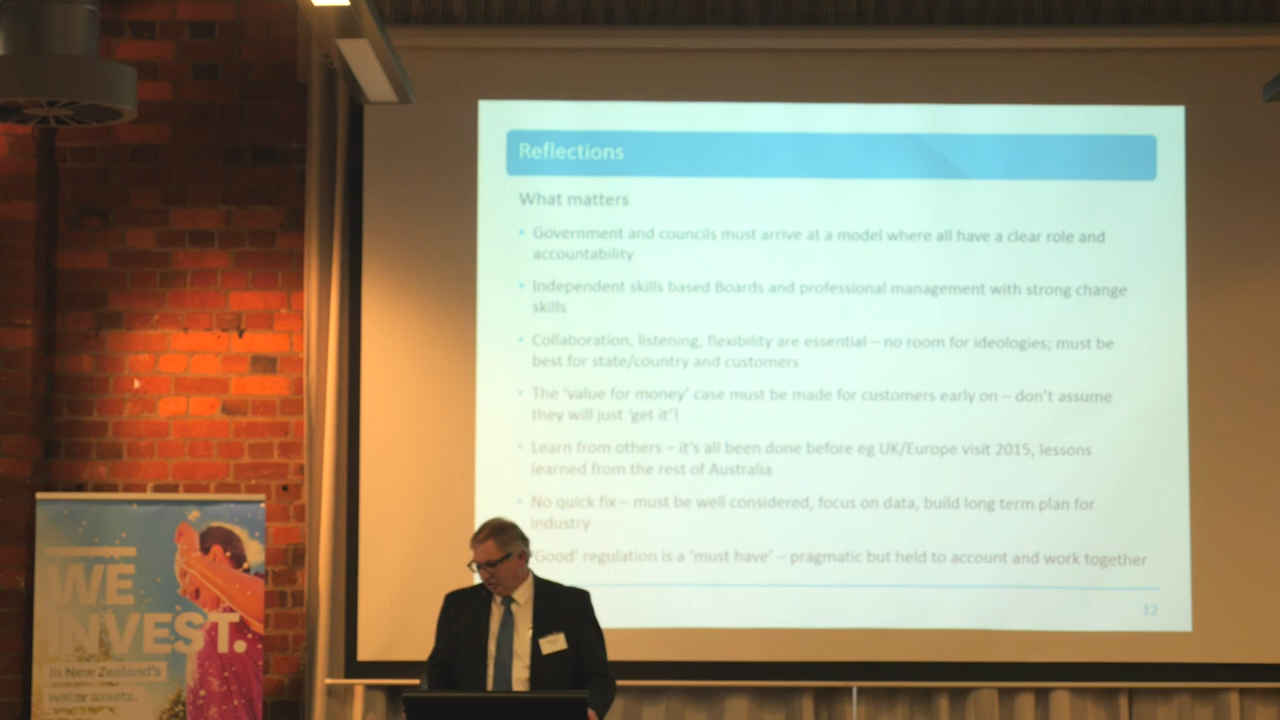 Reflections
What matters
• Government and councils must arrive at a model where all have a clear role and
accountability
• Independent skills based Boards and professional management with strong change
skills
• Collaboration, listening, flexibility are essential – no room for ideologies; must be
best for state/country and customers
• The ‘value for money’ case must be made for customers early on – don’t assume
they will just ‘get it’!
• Learn from others – it’s all been done before eg UK/Europe visit 2015, lessons
learned from the rest of Australia
• No quick fix – must be well considered, focus on data, build long term plan for
industry
‘Good’ regulation is a ‘must have’ – pragmatic but held to account and work together
12
WE
INVEST.
In New Zealand's
water assets.